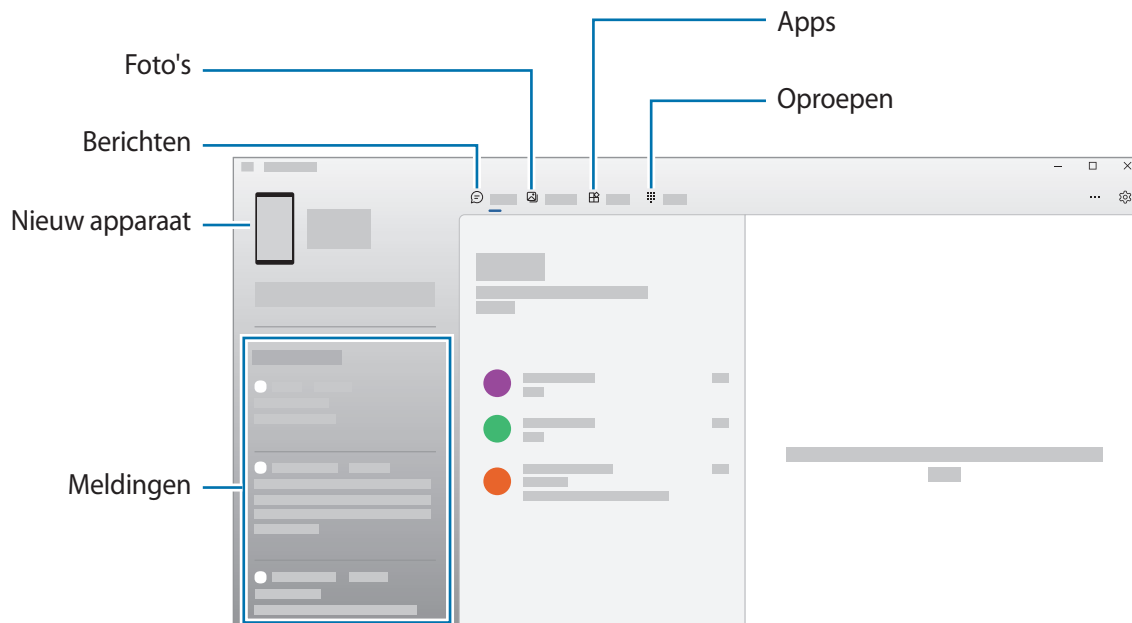 Apps
Foto's
Oproepen
Berichten
Nieuw apparaat
Meldingen